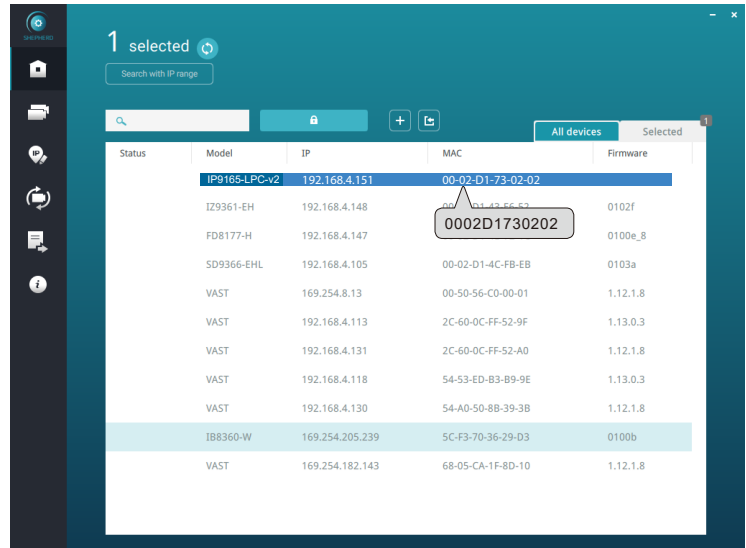 SHEPHERD
1 selected
Search with IP range
All devices Selected 1
Status Model IP MAC Firmware
IP9165-LPC-v2 192.168.4.151 00-02-D1-73-02-02
IZ9361-EH 192.168.4.148 0102f
0002D1730202
FD8177-H 192.168.4.147 0100e_8
SD9366-EHL 192.168.4.105 00-02-D1-4C-FB-EB 0103a
VAST 169.254.8.13 00-50-56-C0-00-01 1.12.1.8
VAST 192.168.4.113 2C-60-0C-FF-52-9F 1.13.0.3
VAST 192.168.4.131 2C-60-0C-FF-52-A0 1.12.1.8
VAST 192.168.4.118 54-53-ED-B3-B9-9E 1.13.0.3
VAST 192.168.4.130 54-A0-50-8B-39-3B 1.12.1.8
IB8360-W 169.254.205.239 5C-F3-70-36-29-D3 0100b
VAST 169.254.182.143 68-05-CA-1F-8D-10 1.12.1.8
IP
i